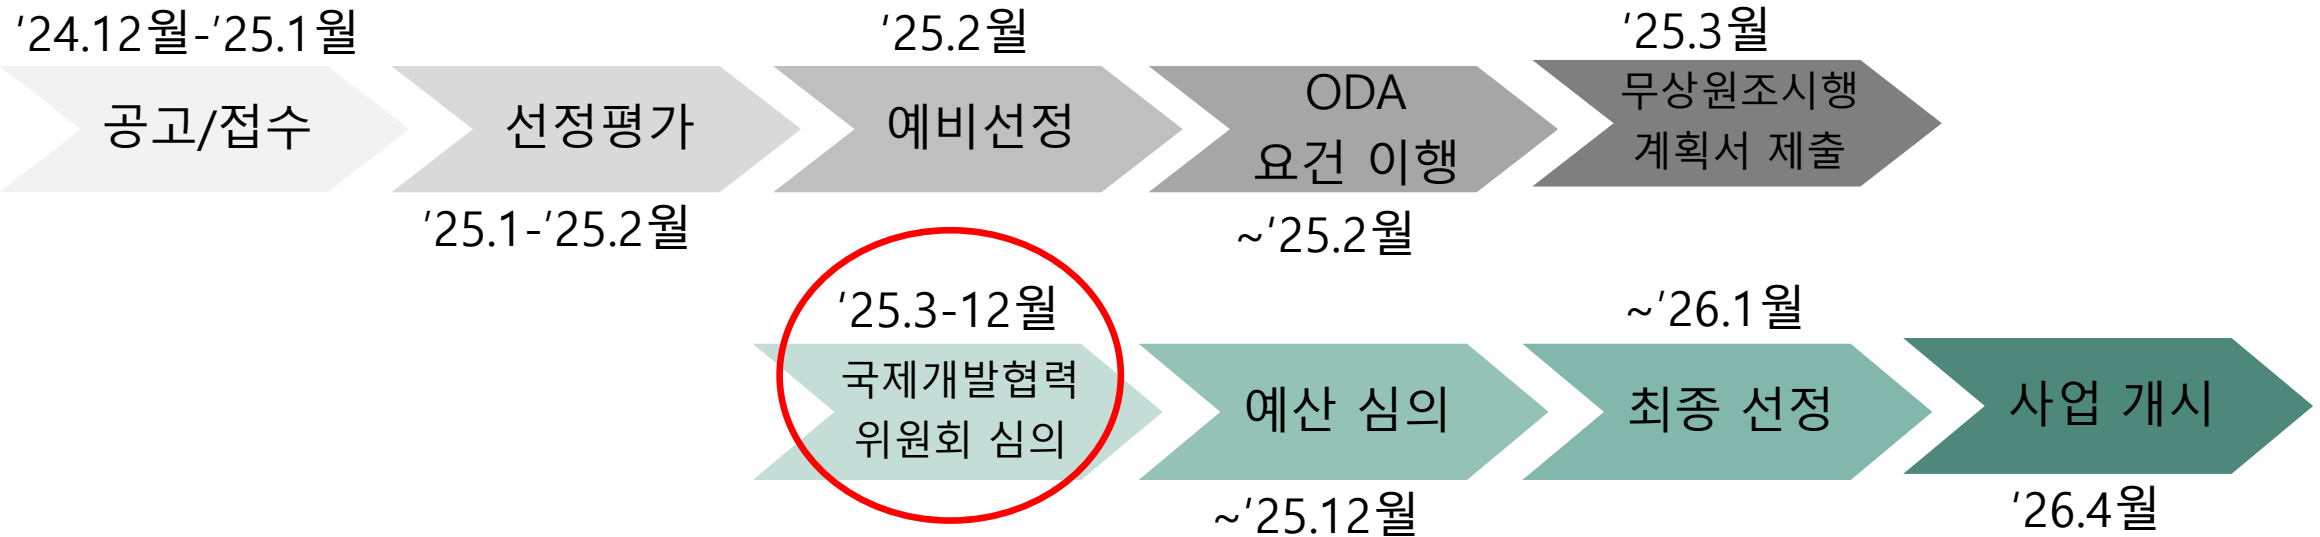 '24.12월-'25.1월
공고/접수
선정평가
'25.1-'25.2월
'25.2월
예비선정
ODA
요건 이행
~'25.2월
'25.3월
무상원조시행
계획서 제출
'25.3-12월
국제개발협력
위원회 심의
예산 심의
~'25.12월
~'26.1월
최종 선정
사업 개시
'26.4월